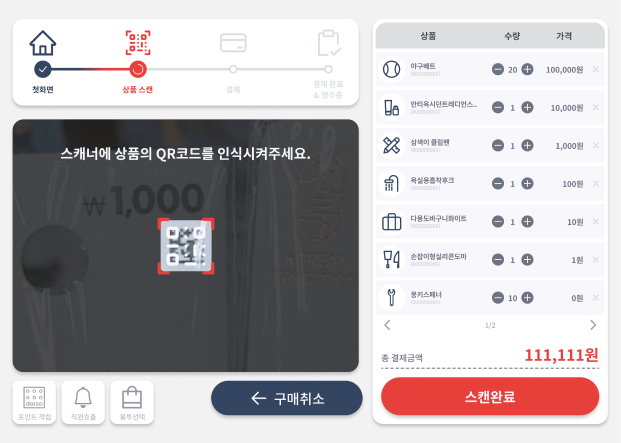 첫화면
상품 스캔
결제
결제 완료
& 영수증
스캐너에 상품의 QR코드를 인식시켜주세요.
₩1,000
daiso
포인트 적립
직원호출
봉투선택
구매취소
상품 수량 가격
야구배트 20 100,000원
안티옥시던트레디언스.. 1 10,000원
삼색이 클립펜 1 1,000원
욕실용흡착후크 1 100원
다용도바구니화이트 1 10원
손잡이형실리콘도마 1 1원
몽키스패너 10 0원
1/2
총 결제금액 111,111원
스캔완료